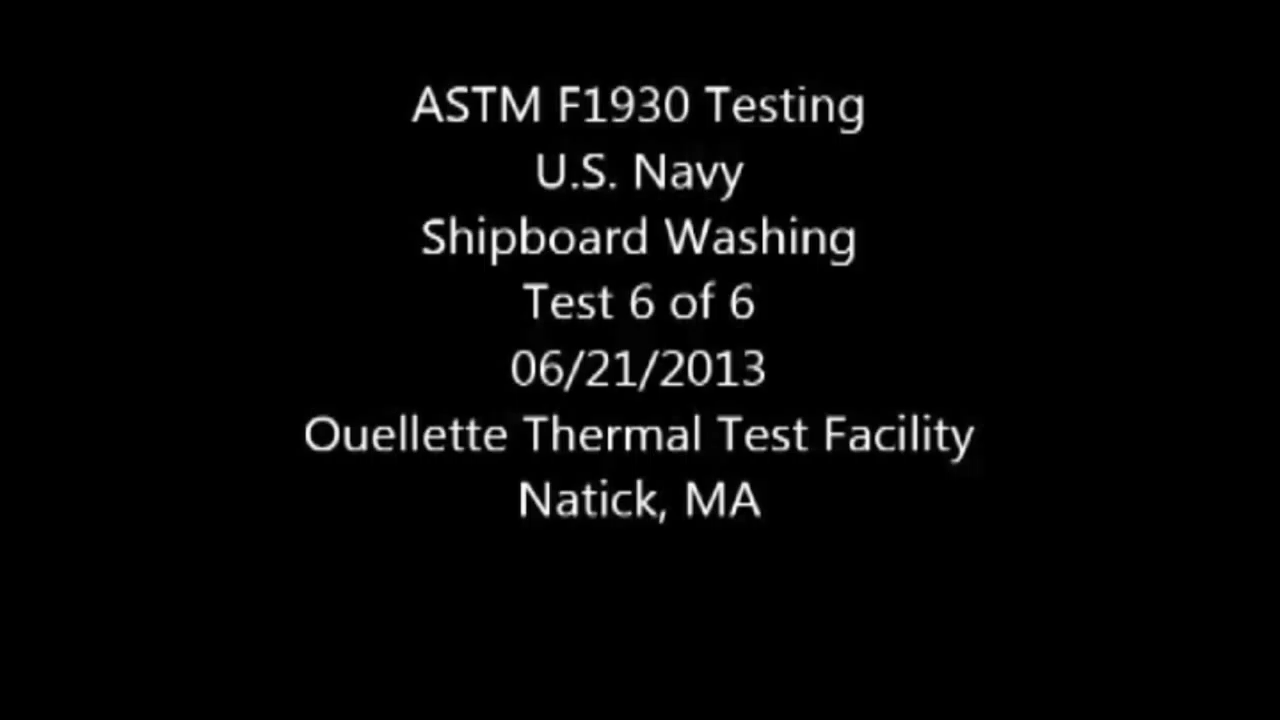 ASTM F1930 Testing
U.S. Navy
Shipboard Washing
Test 6 of 6
06/21/2013
Ouellette Thermal Test Facility
Natick, MA